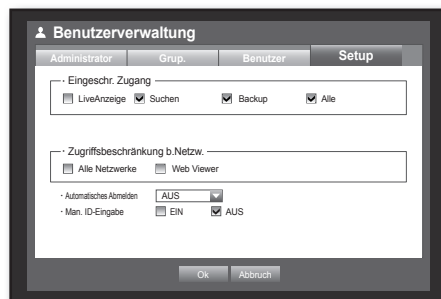 Benutzerverwaltung
Administrator Grup. Benutzer Setup
· Eingeschr. Zugang
LiveAnzeige Suchen Backup Alle
· Zugriffsbeschränkung b.Netzw.
Alle Netzwerke Web Viewer
· Automatisches Abmelden AUS
· Man. ID-Eingabe EIN AUS
Ok Abbruch